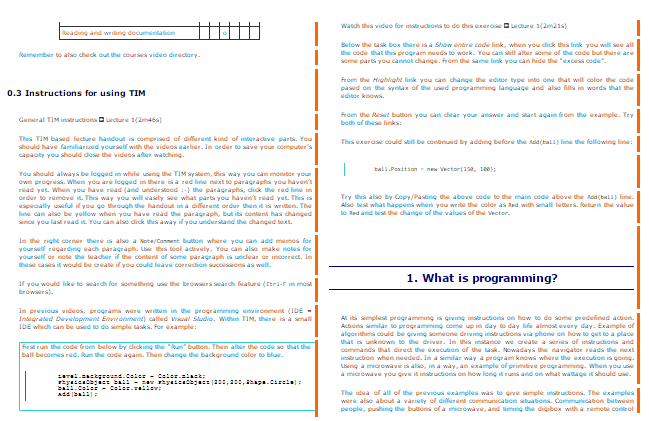 Reading and writing documentation o
Remember to also check out the courses video directory.
0.3 Instructions for using TIM
General TIM instructions Lecture 1(2m46s)
This TIM based lecture handout is comprised of different kind of interactive parts. You
should have familiarized yourself with the videos earlier. In order to save your computer's
capacity you should close the videos after watching.
You should always be logged in while using the TIM system, this way you can monitor your
own progress. When you are logged in there is a red line next to paragraphs you haven't
read yet. When you have read (and understood :-) the paragraphs, click the red line in
order to remove it. This way you will easily see what parts you haven't read yet. This is
especially useful if you go through the handout in a different order then it is written. The
line can also be yellow when you have read the paragraph, but its content has changed
since you last read it. You can also click this away if you understand the changed text.
In the right corner there is also a Note/Comment button where you can add memos for
yourself regarding each paragraph. Use this tool actively. You can also make notes for
yourself or note the teacher if the content of some paragraph is unclear or incorrect. In
these cases it would be create if you could leave correction succeseons as well.
If you would like to search for something use the browsers search feature (Ctrl-F in most
browsers).
In previous videos, programs were written in the programming environment (IDE =
Integrated Development Environment) called Visual Studio. Within TIM, there is a small
IDE which can be used to do simple tasks. For example:
First run the code from below by clicking the "Run" button. Then alter the code so that the
ball becomes red. Run the code again. Then change the background color to blue.
Level.Background.Color = Color.Black;
PhysicsObject ball = new PhysicsObject(200,200,Shape.Circle);
ball.Color = Color.Yellow;
Add(ball);
Watch this video for instructions to do this exercise Lecture 1(2m21s)
Below the task box there is a Show entire code link, when you click this link you will see all
the code that this program needs to work. You can still alter some of the code but there are
some parts you cannot change. From the same link you can hide the "excess code".
From the Highlight link you can change the editor type into one that will color the code
pased on the syntax of the used programming language and also fills in words that the
editor knows.
From the Reset button you can clear your answer and start again from the example. Try
both of these links:
This exercise could still be continued by adding before the Add(ball) line the following line:
ball.Position = new Vector(150, 100);
Try this also by Copy/Pasting the above code to the main code above the Add(ball) line.
Also test what happens when you write the color as Red with small letters. Return the value
to Red and test the change of the values of the Vector.
1. What is programming?
At its simplest programming is giving instructions on how to do some predefined action.
Actions similar to programming come up in day to day life almost every day. Example of
algorithms could be giving someone driving instructions via phone on how to get to a place
that is unknown to the driver. In this instance we create a series of instructions and
commands that direct the execution of the task. Nowadays the navigator reads the next
instruction when needed. In a similar way a program knows where the execution is going.
Using a microwave is also, in a way, an example of primitive programming. When you use
a microwave you give it instructions on how long it runs and on what wattage it should use.
The idea of all of the previous examples was to give simple instructions. The examples
were also about a variety of different communication situations. Communication between
people, pushing the buttons of a microwave, and timing the digibox with a remote control